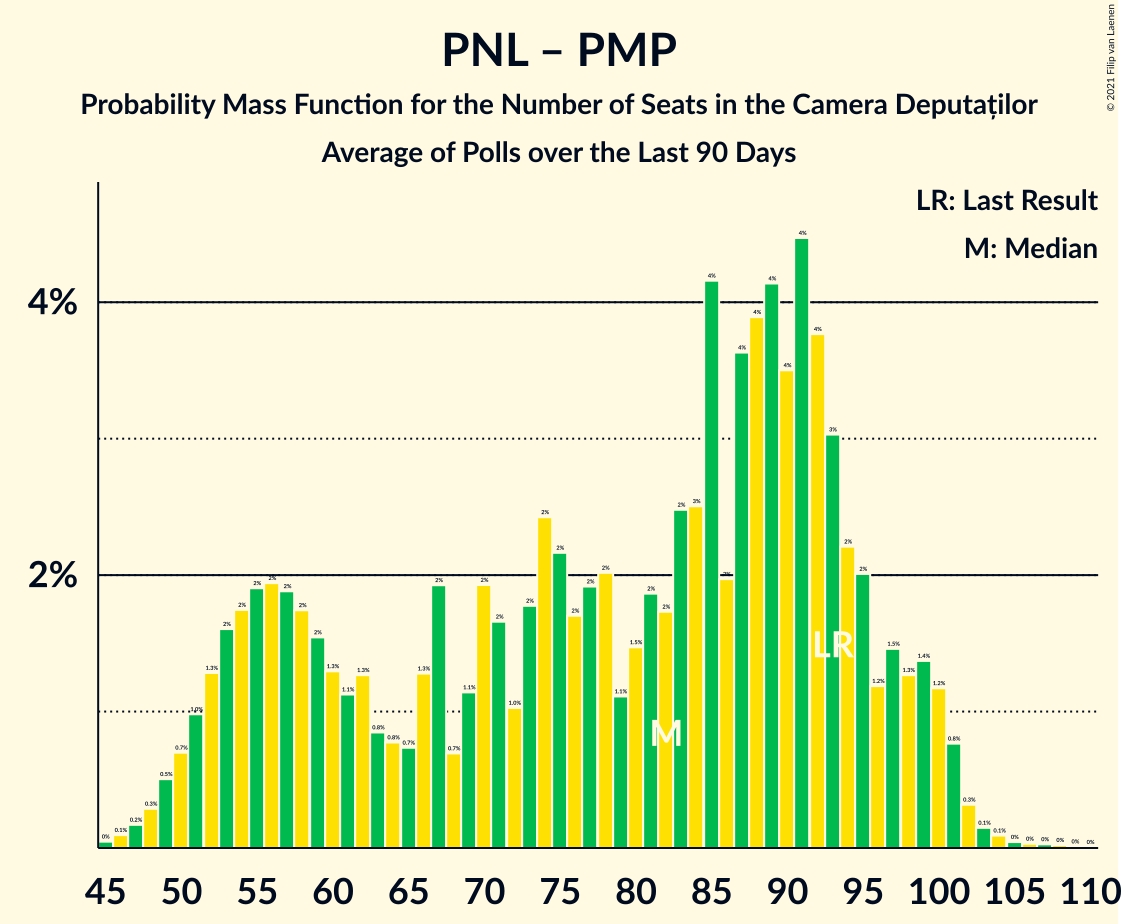 PNL – PMP
Probability Mass Function for the Number of Seats in the Camera Deputaților
Average of Polls over the Last 90 Days
© 2021 Filip van Laenen
LR: Last Result
M: Median
4%
2%
0% 0.1% 0.2% 0.3% 0.5% 0.7% 1.0% 1.3% 2% 2% 2% 2% 2% 2% 2% 1.3% 1.1% 1.3% 0.8% 0.8% 0.7% 1.3% 2% 0.7% 1.1% 2% 2% 1.0% 2% 2% 2% 2% 2% 2% 1.1% 1.5% 2% 2% 2% 3% 4% 2% 4% 4% 4% 4% 4% 4% 3% 2% 2% 1.2% 1.5% 1.3% 1.4% 1.2% 0.8% 0.3% 0.1% 0.1% 0% 0% 0% 0% 0% 0%
LR
M
45 50 55 60 65 70 75 80 85 90 95 100 105 110